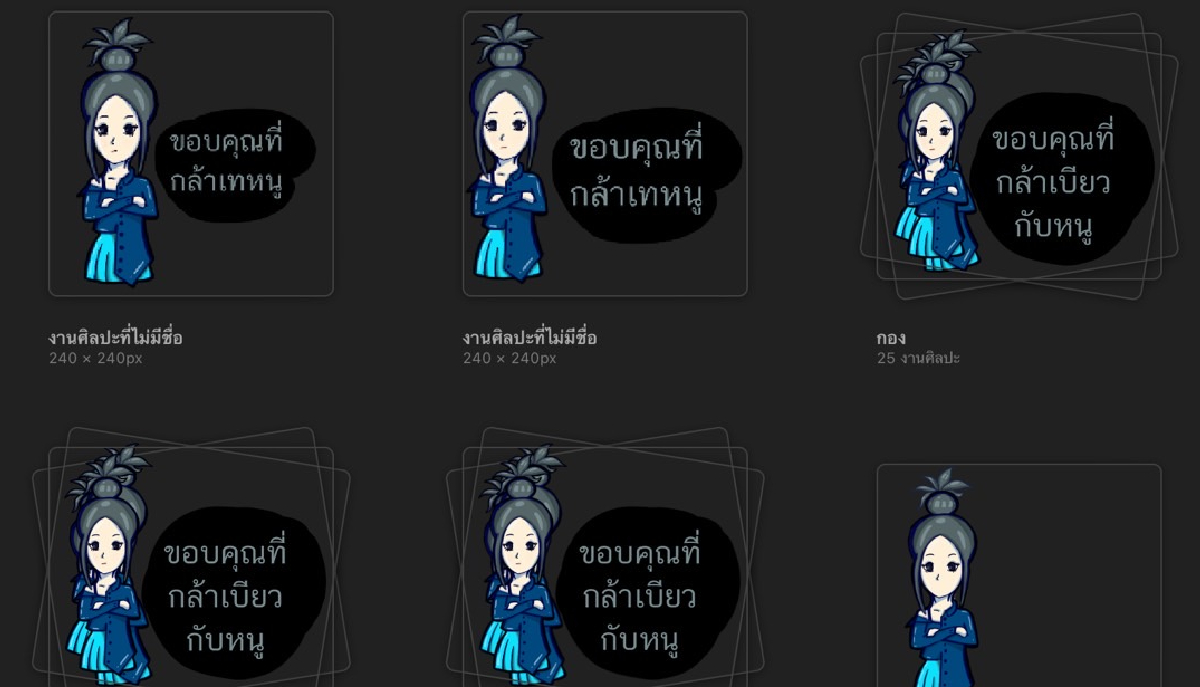 ขอบคุณที่
กล้าเทหนู
ขอบคุณที่
กล้าเทหนู
ขอบคุณที่
กล้าเบียว
กับหนู
งานศิลปะที่ไม่มีชื่อ
240 × 240px
งานศิลปะที่ไม่มีชื่อ
240 × 240px
กอง
25 งานศิลปะ
ขอบคุณที่
กล้าเบียว
กับหนู
ขอบคุณที่
กล้าเบียว
กับหนู